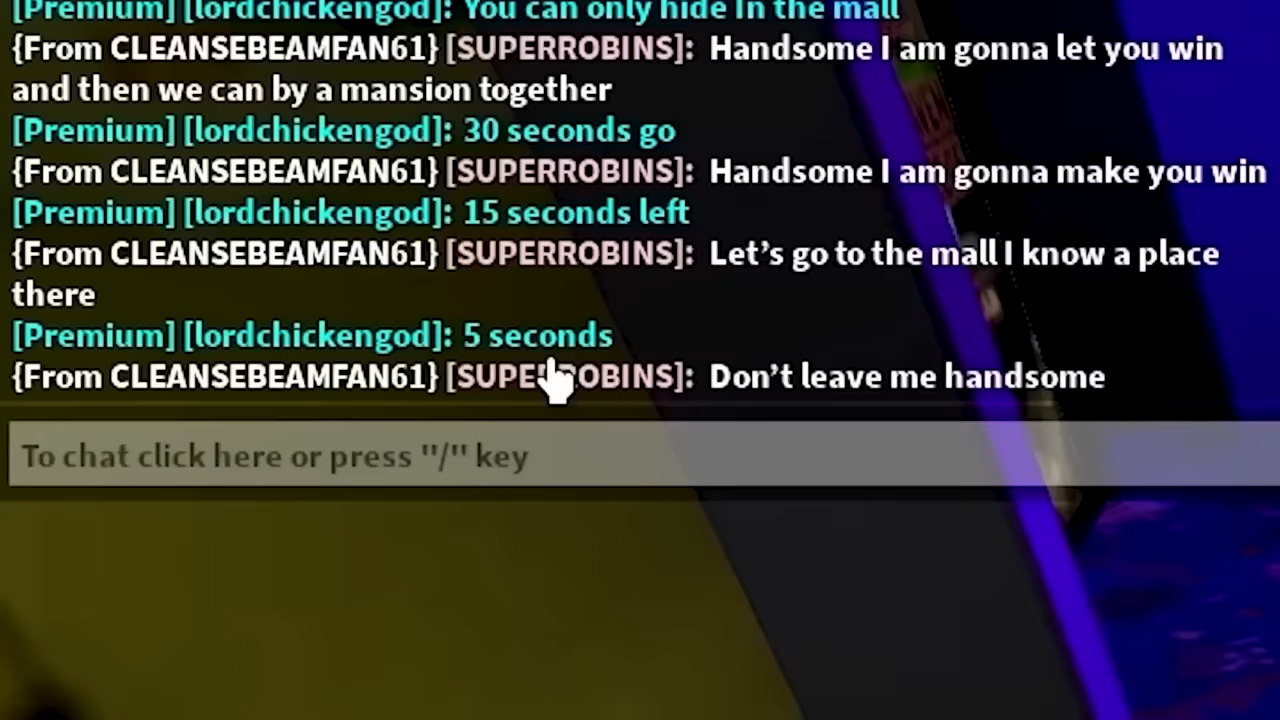 [Premium] [lordchickengod]: You can only hide In the mall
{From CLEANSEBEAMFAN61} [SUPERROBINS]: Handsome I am gonna let you win
and then we can by a mansion together
[Premium] [lordchickengod]: 30 seconds go
{From CLEANSEBEAMFAN61} [SUPERROBINS]: Handsome I am gonna make you win
[Premium] [lordchickengod]: 15 seconds left
{From CLEANSEBEAMFAN61} [SUPERROBINS]: Let’s go to the mall I know a place
there
[Premium] [lordchickengod]: 5 seconds
{From CLEANSEBEAMFAN61} [SUPERROBINS]: Don’t leave me handsome
To chat click here or press "/" key